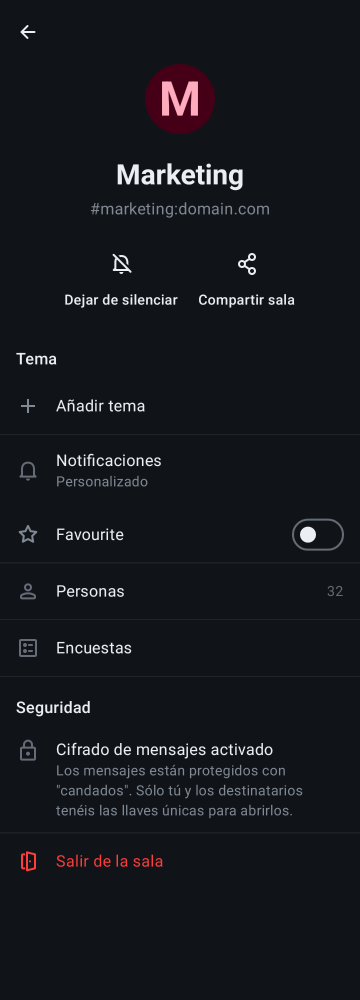 M
Marketing
#marketing:domain.com
Dejar de silenciar
Compartir sala
Tema
Añadir tema
Notificaciones
Personalizado
Favourite
Personas
32
Encuestas
Seguridad
Cifrado de mensajes activado
Los mensajes están protegidos con
"candados". Sólo tú y los destinatarios
tenéis las llaves únicas para abrirlos.
Salir de la sala